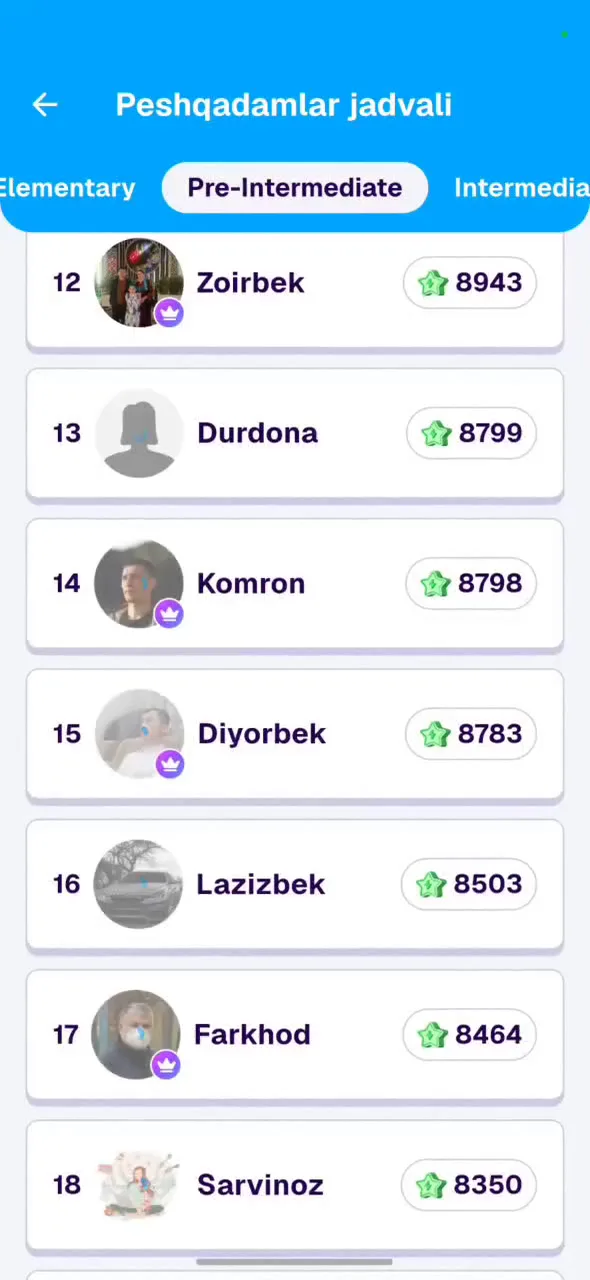 Peshqadamlar jadvali
Elementary Pre-Intermediate Intermedia
12 Zoirbek 8943
13 Durdona 8799
14 Komron 8798
15 Diyorbek 8783
16 Lazizbek 8503
17 Farkhod 8464
18 Sarvinoz 8350